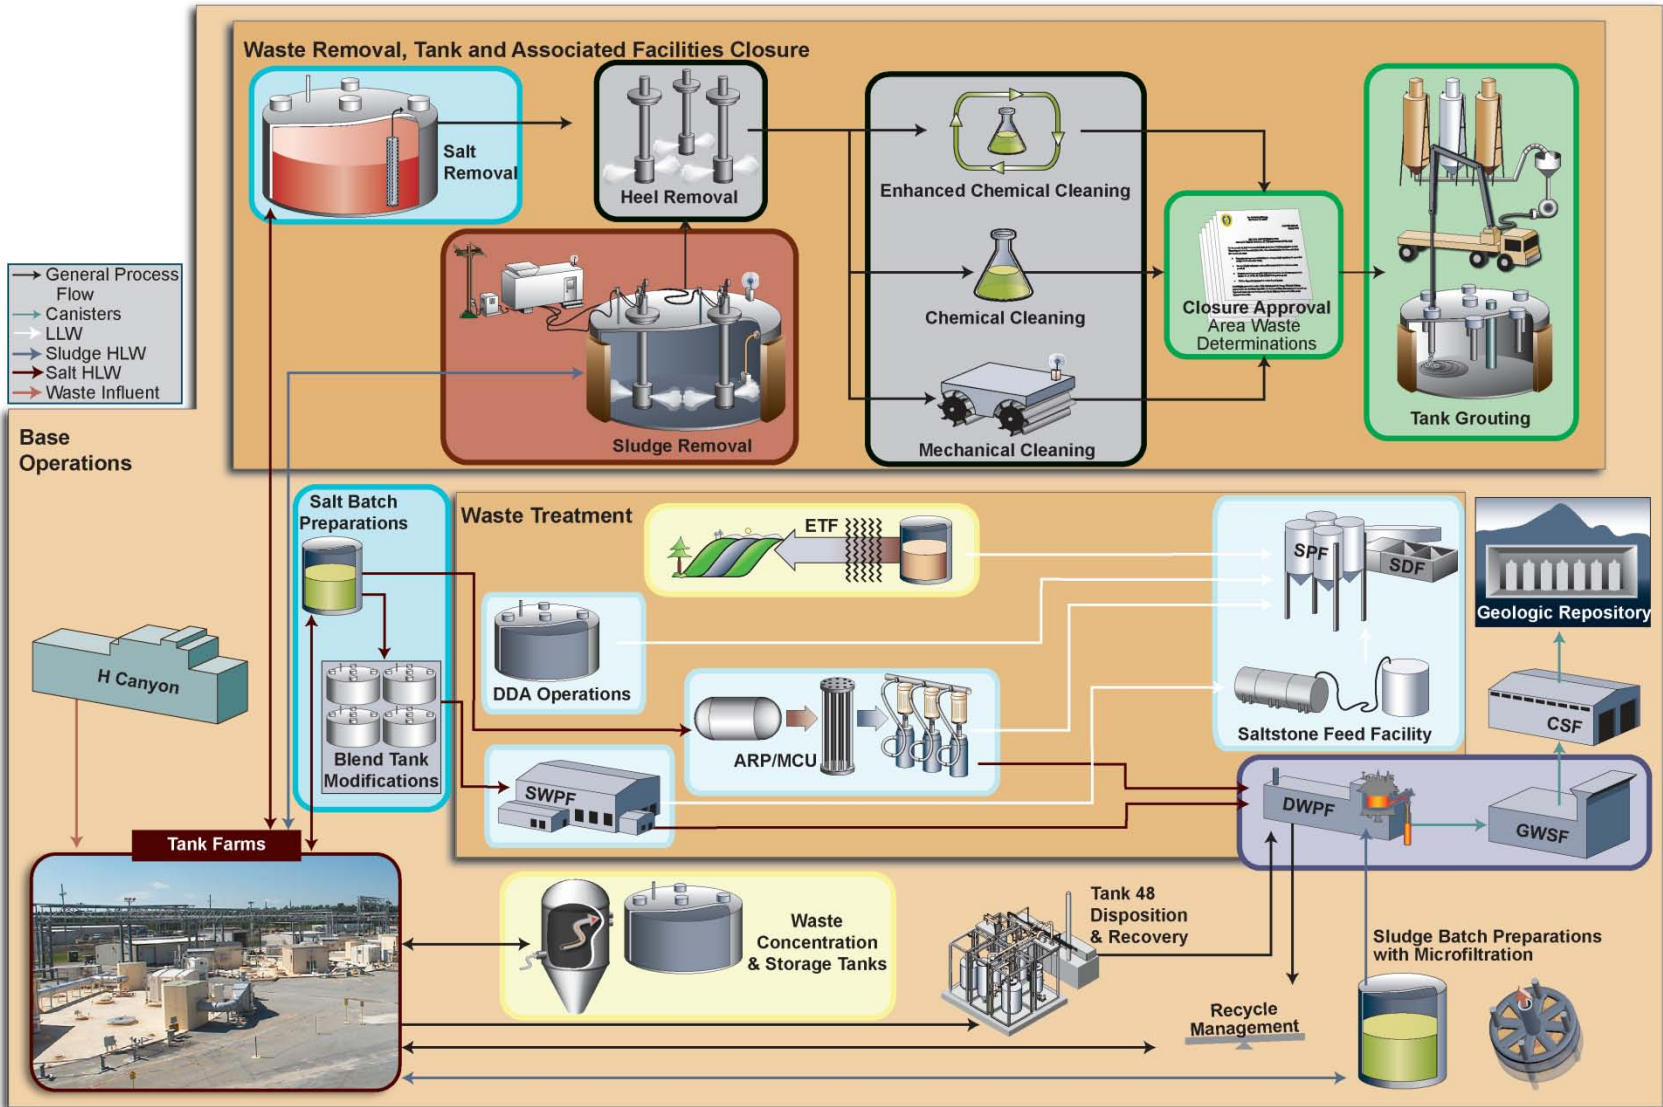 Waste Removal, Tank and Associated Facilities Closure
Salt
Removal
Heel Removal
Enhanced Chemical Cleaning
Chemical Cleaning
Mechanical Cleaning
Closure Approval
Area Waste
Determinations
Tank Grouting
Sludge Removal
General Process
Flow
Canisters
LLW
Sludge HLW
Salt HLW
Waste Influent
Base
Operations
Salt Batch
Preparations
Blend Tank
Modifications
Waste Treatment
ETF
DDA Operations
ARP/MCU
SWPF
SPF
SDF
Saltstone Feed Facility
Geologic Repository
CSF
DWPF
GWSF
H Canyon
Tank Farms
Waste
Concentration
& Storage Tanks
Tank 48
Disposition
& Recovery
Recycle
Management
Sludge Batch Preparations
with Microfiltration